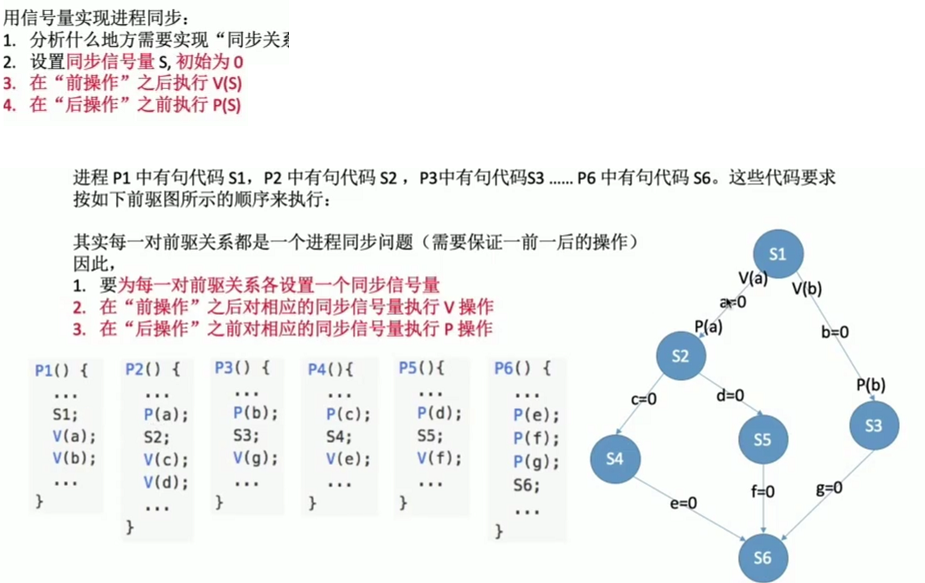 用信号量实现进程同步：
1. 分析什么地方需要实现“同步关
2. 设置同步信号量 S, 初始为 0
3. 在“前操作”之后执行 V(S)
4. 在“后操作”之前执行 P(S)
进程 P1 中有句代码 S1，P2 中有句代码 S2 ，P3中有句代码S3 …… P6 中有句代码 S6。这些代码要求
按如下前驱图所示的顺序来执行：
其实每一对前驱关系都是一个进程同步问题（需要保证一前一后的操作）
因此，
1. 要为每一对前驱关系各设置一个同步信号量
2. 在“前操作”之后对相应的同步信号量执行 V 操作
3. 在“后操作”之前对相应的同步信号量执行 P 操作
P1() {
...
S1;
V(a);
V(b);
...
}
P2() {
...
P(a);
S2;
V(c);
V(d);
...
}
P3() {
...
P(b);
S3;
V(g);
...
}
P4(){
...
P(c);
S4;
V(e);
...
}
P5(){
...
P(d);
S5;
V(f);
...
}
P6() {
...
P(e);
P(f);
P(g);
S6;
...
}
S1
V(a)
V(b)
a=0
P(a)
b=0
S2
P(b)
c=0
d=0
S3
S5
S4
f=0
g=0
e=0
S6